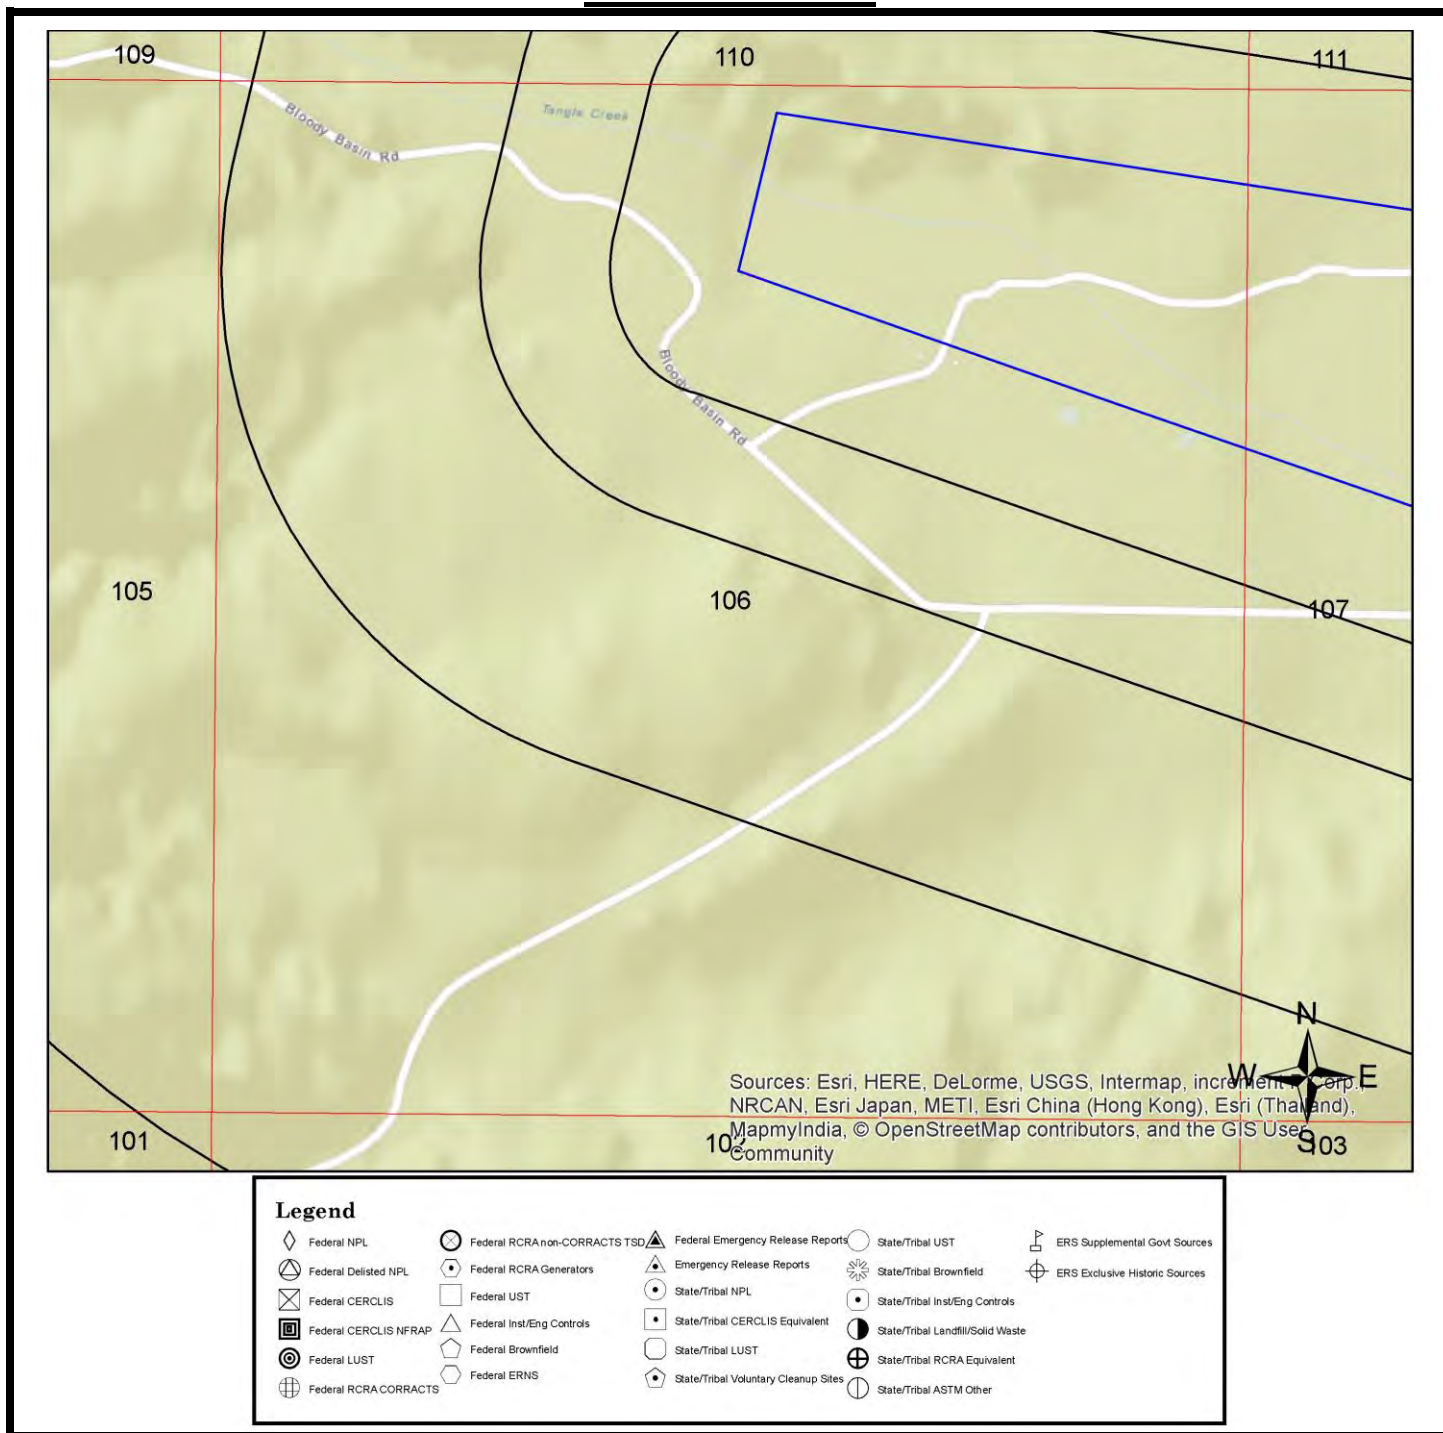 109
110
111
Bloody Basin Rd
Tangle Creek
Bloody Basin Rd
105
106
107
N
W
E
S
Sources: Esri, HERE, DeLorme, USGS, Intermap, increment P Corp.,
NRCAN, Esri Japan, METI, Esri China (Hong Kong), Esri (Thailand),
MapmyIndia, © OpenStreetMap contributors, and the GIS User
Community
101
102
103
Legend
Federal NPL
Federal Delisted NPL
Federal CERCLIS
Federal CERCLIS NFRAP
Federal LUST
Federal RCRA CORRACTS
Federal RCRA non-CORRACTS TSD
Federal RCRA Generators
Federal UST
Federal Inst/Eng Controls
Federal Brownfield
Federal ERNS
Federal Emergency Release Reports
Emergency Release Reports
State/Tribal NPL
State/Tribal CERCLIS Equivalent
State/Tribal LUST
State/Tribal Voluntary Cleanup Sites
State/Tribal UST
State/Tribal Brownfield
State/Tribal Inst/Eng Controls
State/Tribal Landfill/Solid Waste
State/Tribal RCRA Equivalent
State/Tribal ASTM Other
ERS Supplemental Govt Sources
ERS Exclusive Historic Sources